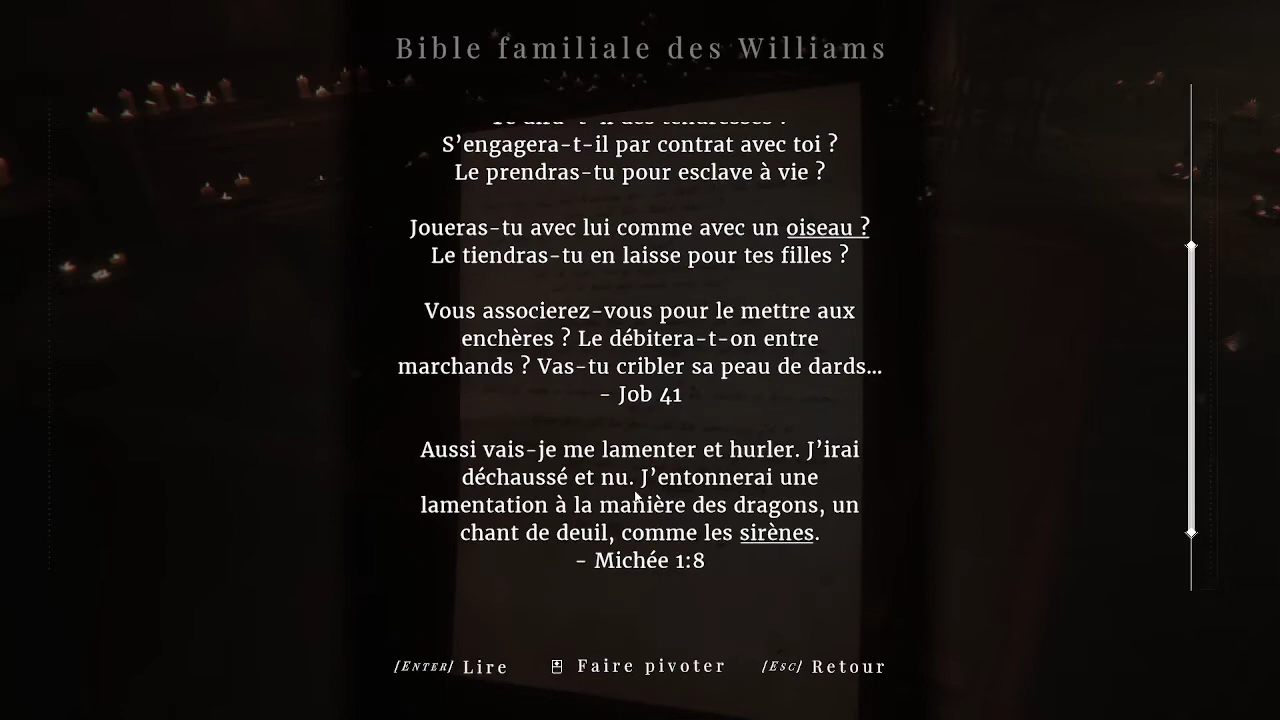 Bible familiale des Williams
S’engagera-t-il par contrat avec toi ?
Le prendras-tu pour esclave à vie ?
Joueras-tu avec lui comme avec un oiseau ?
Le tiendras-tu en laisse pour tes filles ?
Vous associerez-vous pour le mettre aux
enchères ? Le débitera-t-on entre
marchands ? Vas-tu cribler sa peau de dards...
- Job 41
Aussi vais-je me lamenter et hurler. J’irai
déchaussé et nu. J’entonnerai une
lamentation à la manière des dragons, un
chant de deuil, comme les sirènes.
- Michée 1:8
[Enter] Lire Faire pivoter [Esc] Retour